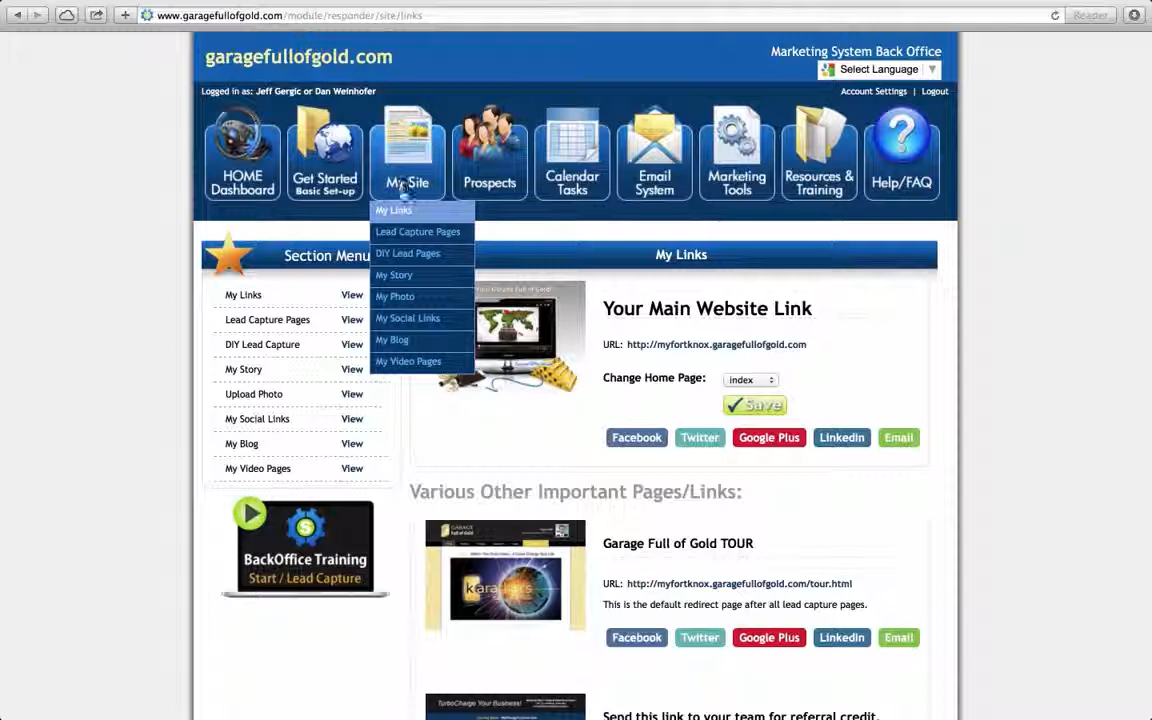 www.garagefullofgold.com/module/responder/site/links
Reader
garagefullofgold.com
Marketing System Back Office
Select Language
Logged in as: Jeff Gergic or Dan Weinhofer
Account Settings | Logout
HOME
Dashboard
Get Started
Basic Set-up
My Site
Prospects
Calendar
Tasks
Email
System
Marketing
Tools
Resources &
Training
Help/FAQ
My Links
Lead Capture Pages
DIY Lead Pages
My Story
My Photo
My Social Links
My Blog
My Video Pages
Section Menu
My Links View
Lead Capture Pages View
DIY Lead Capture View
My Story View
Upload Photo View
My Social Links View
My Blog View
My Video Pages View
BackOffice Training
Start / Lead Capture
My Links
Your Main Website Link
URL: http://myfortknox.garagefullofgold.com
Change Home Page: index
Save
Facebook Twitter Google Plus Linkedin Email
Various Other Important Pages/Links:
GARAGE
Full of Gold
Garage Full of Gold TOUR
URL: http://myfortknox.garagefullofgold.com/tour.html
This is the default redirect page after all lead capture pages.
Facebook Twitter Google Plus Linkedin Email
TurboCharge Your Business!
Send this link to your team for referral credit.